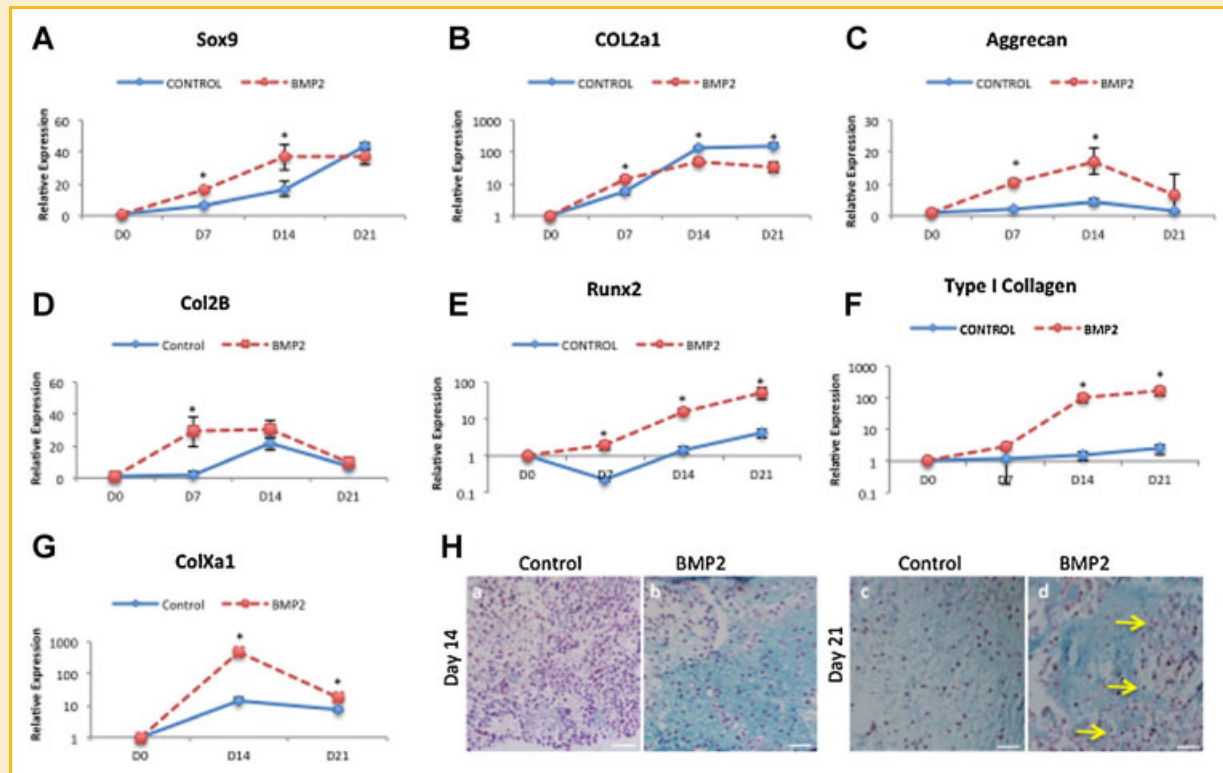 A
Sox9
CONTROL BMP2
Relative Expression
60
40
20
0
D0 D7 D14 D21
* *
B
COL2a1
CONTROL BMP2
Relative Expression
1000
100
10
1
D0 D7 D14 D21
* * *
C
Aggrecan
CONTROL BMP2
Relative Expression
30
20
10
0
D0 D7 D14 D21
* *
D
Col2B
Control BMP2
Relative Expression
60
40
20
0
D0 D7 D14 D21
*
E
Runx2
CONTROL BMP2
Relative Expression
100
10
1
0.1
D0 D7 D14 D21
* * *
F
Type I Collagen
CONTROL BMP2
Relative Expression
1000
100
10
1
0.1
D0 D7 D14 D21
* *
G
ColXa1
Control BMP2
Relative Expression
1000
100
10
1
D0 D14 D21
* *
H
Control BMP2 Control BMP2
Day 14
a b
Day 21
c d